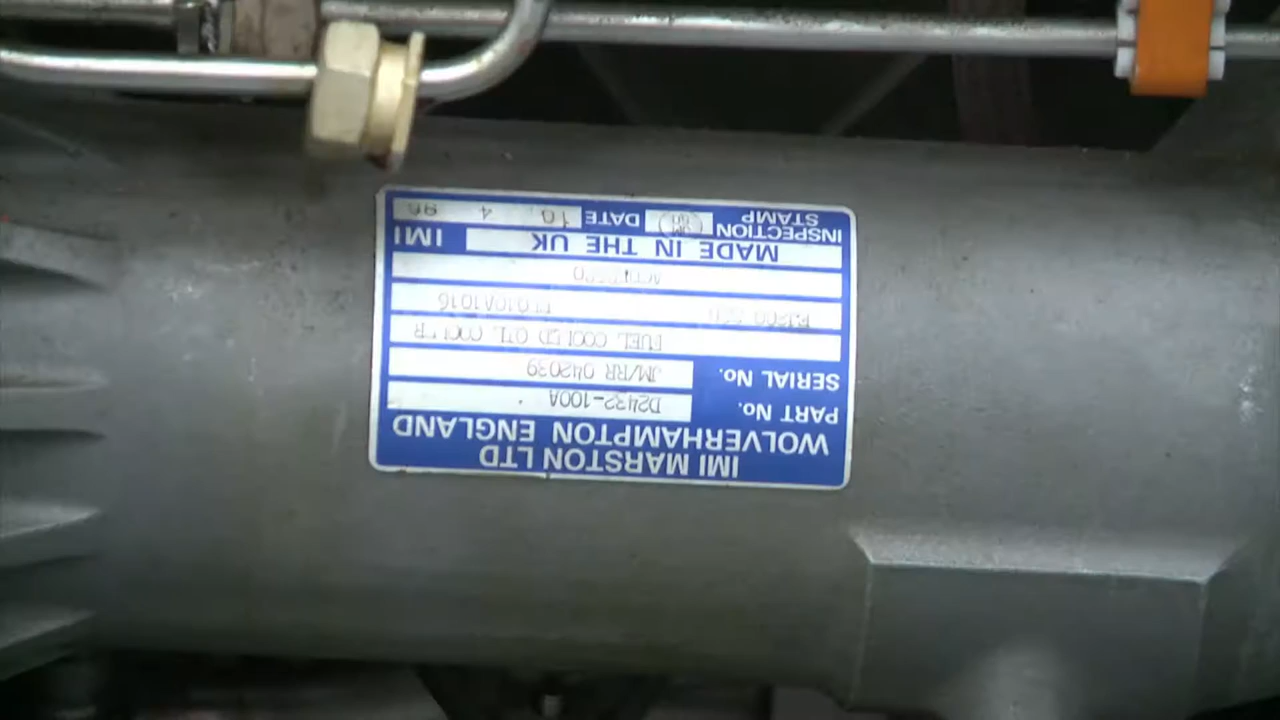 IMI MARSTON LTD
WOLVERHAMPTON ENGLAND
PART No. D2432-100A
SERIAL No. JM/RR 042039
FUEL COOLED OIL COOLER
MADE IN THE UK IMI
INSPECTION STAMP DATE 10. 4 96